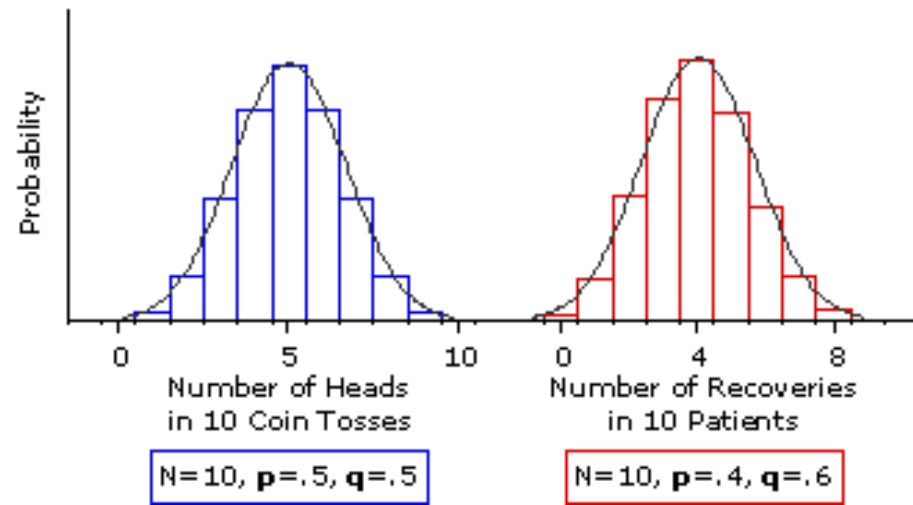 Probability
0 5 10
Number of Heads
in 10 Coin Tosses
N=10, p=.5, q=.5
0 4 8
Number of Recoveries
in 10 Patients
N=10, p=.4, q=.6